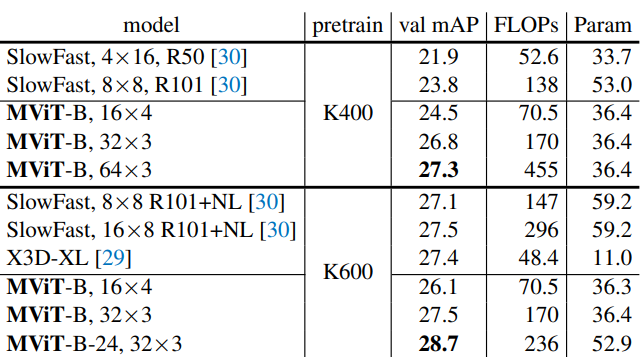 model pretrain val mAP FLOPs Param
SlowFast, 4×16, R50 [30] 21.9 52.6 33.7
SlowFast, 8×8, R101 [30] 23.8 138 53.0
MViT-B, 16×4 K400 24.5 70.5 36.4
MViT-B, 32×3 26.8 170 36.4
MViT-B, 64×3 27.3 455 36.4
SlowFast, 8×8 R101+NL [30] 27.1 147 59.2
SlowFast, 16×8 R101+NL [30] 27.5 296 59.2
X3D-XL [29] K600 27.4 48.4 11.0
MViT-B, 16×4 26.1 70.5 36.3
MViT-B, 32×3 27.5 170 36.4
MViT-B-24, 32×3 28.7 236 52.9